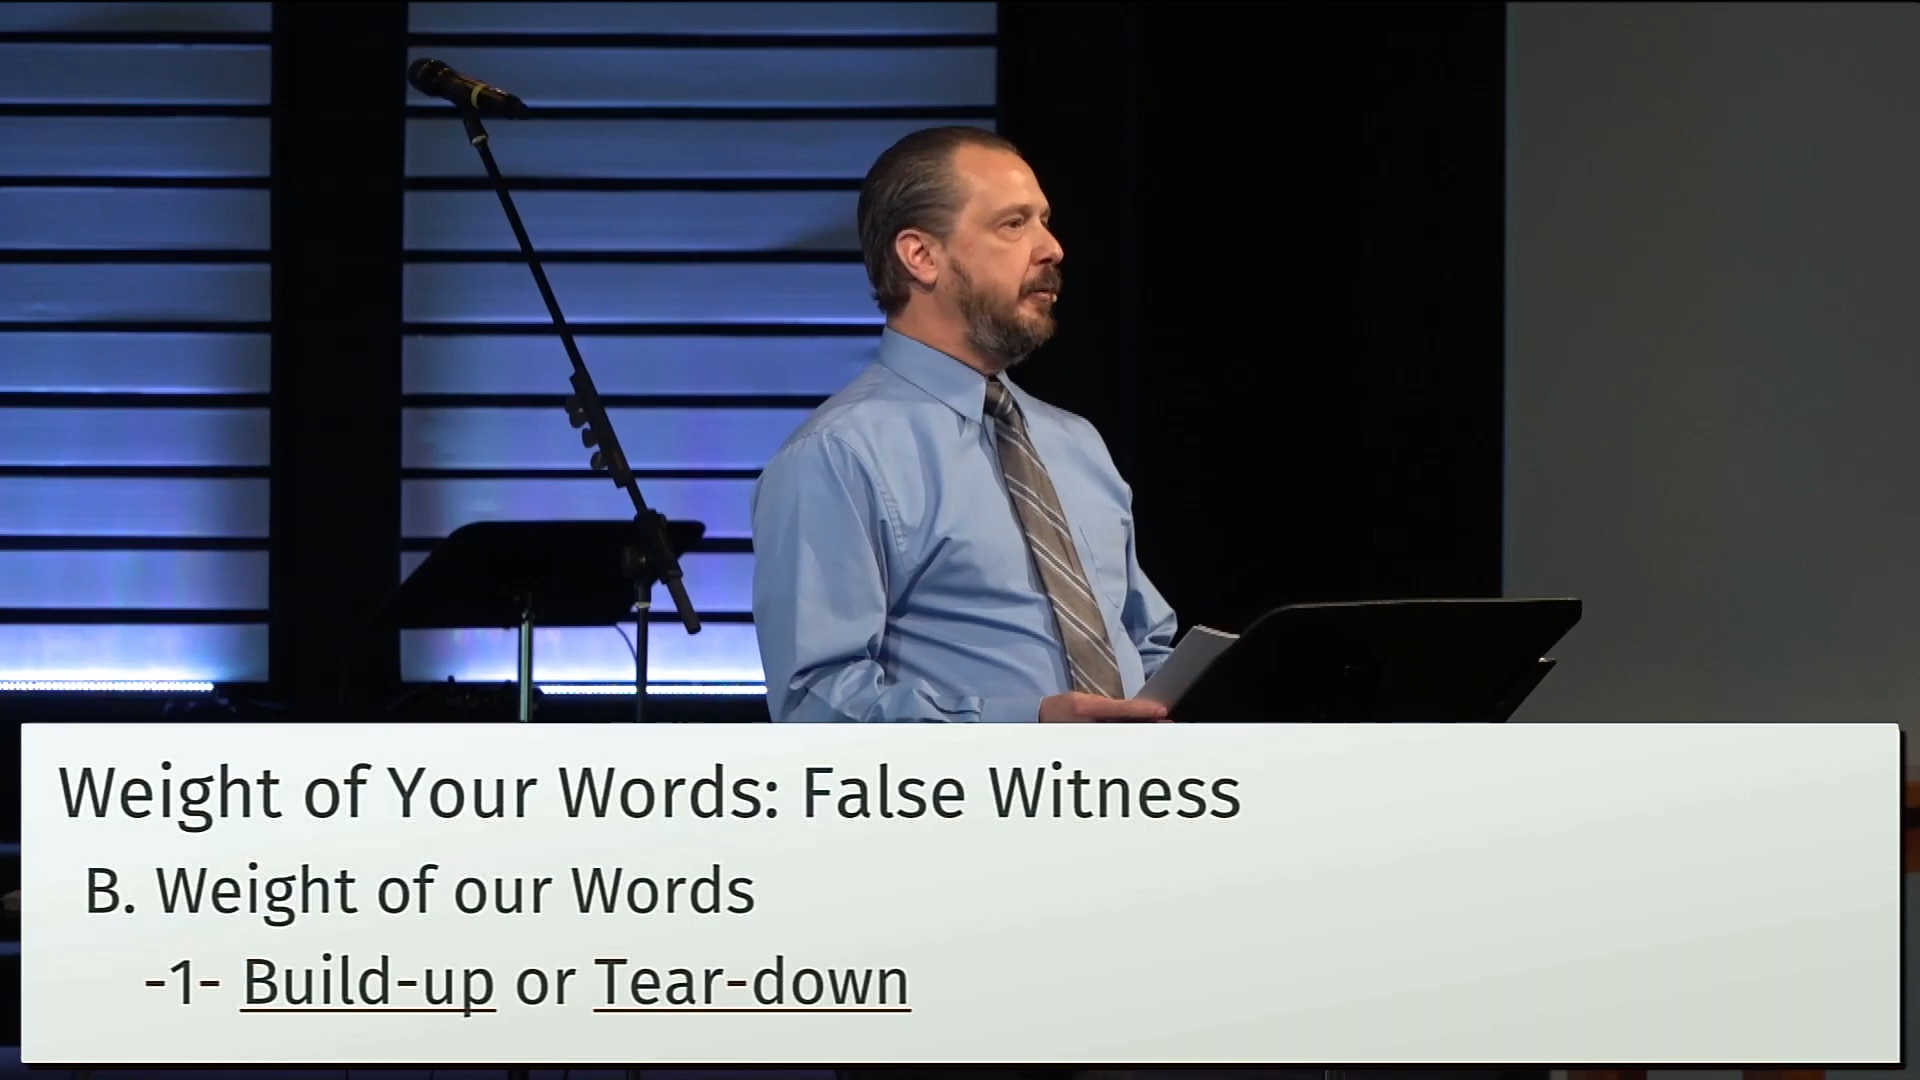 Weight of Your Words: False Witness
B. Weight of our Words
-1- Build-up or Tear-down